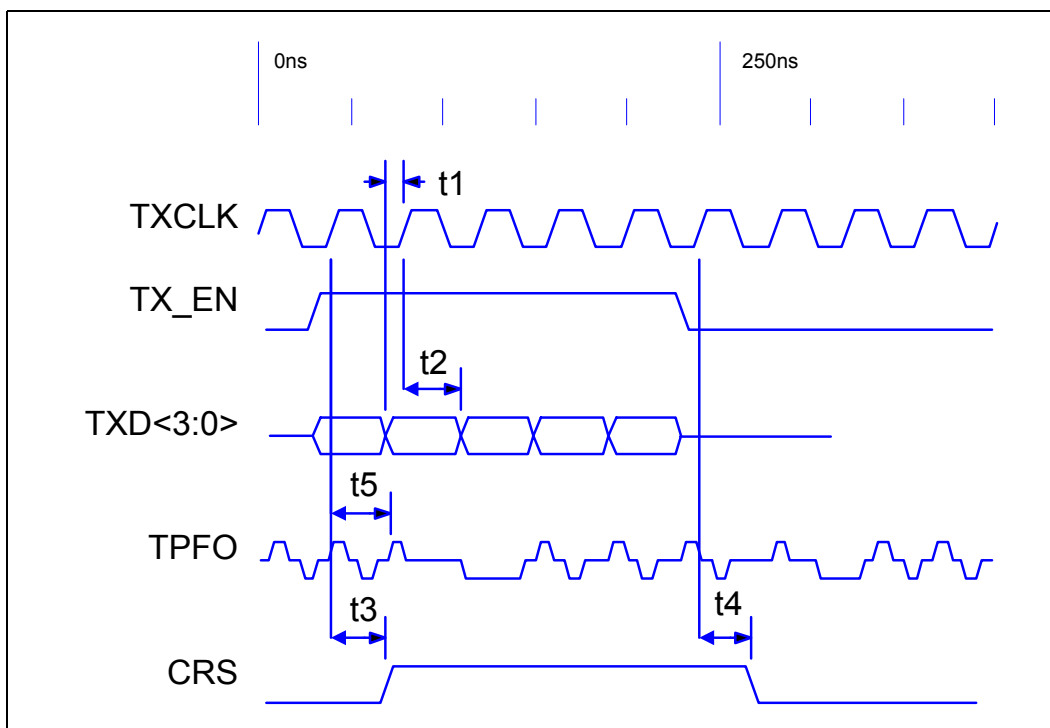 0ns
250ns
t1
TXCLK
TX_EN
t2
TXD<3:0>
t5
TPFO
t3
t4
CRS